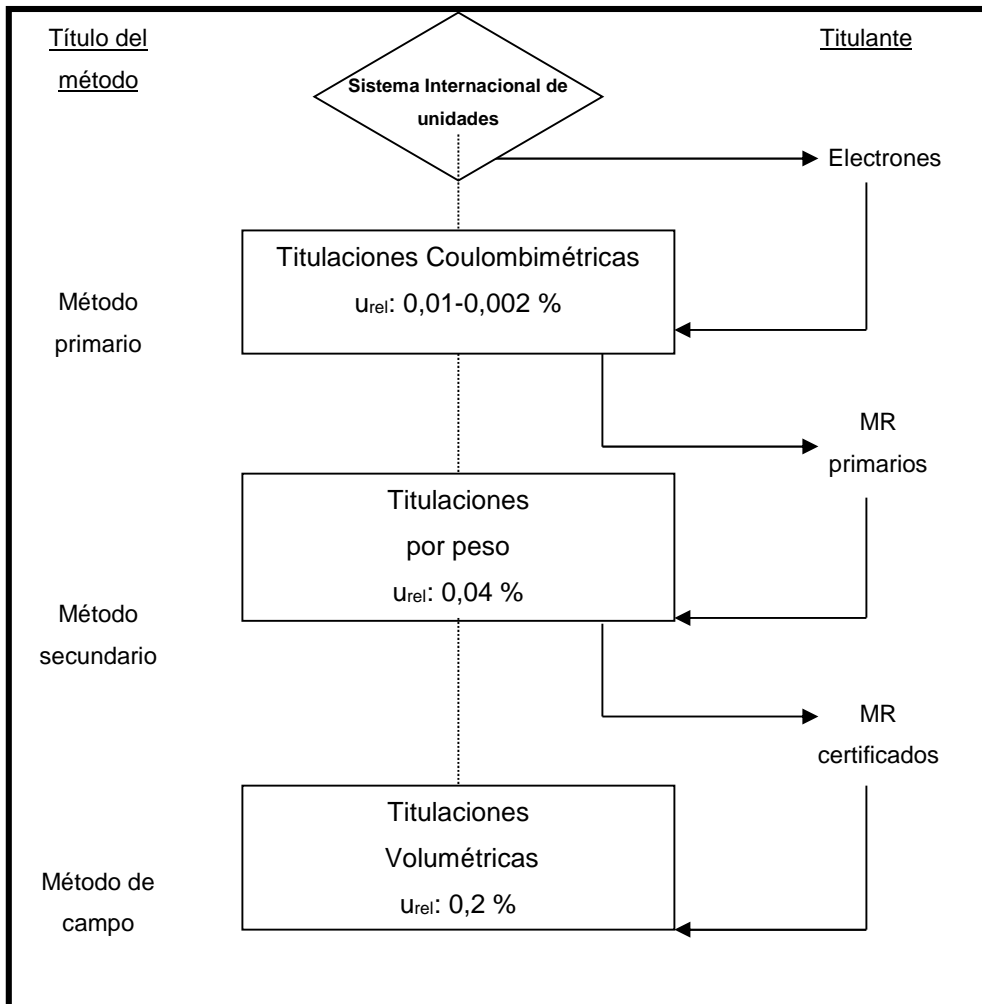 Título del
método
Titulante
Sistema Internacional de
unidades
Electrones
Titulaciones Coulombimétricas
urel: 0,01-0,002 %
Método
primario
MR
primarios
Titulaciones
por peso
urel: 0,04 %
Método
secundario
MR
certificados
Titulaciones
Volumétricas
urel: 0,2 %
Método de
campo